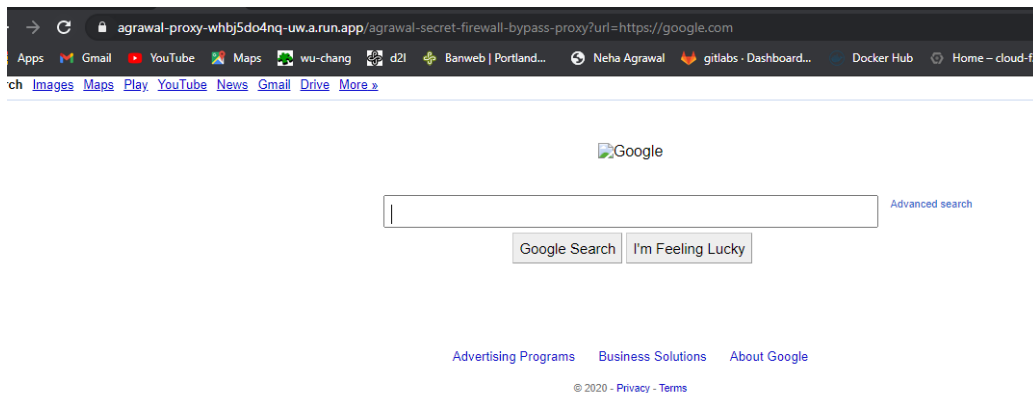 agrawal-proxy-whbj5do4nq-uw.a.run.app/agrawal-secret-firewall-bypass-proxy?url=https://google.com
Apps Gmail YouTube Maps wu-chang d2l Banweb | Portland... Neha Agrawal gitlabs · Dashboard... Docker Hub Home – cloud-f
rch Images Maps Play YouTube News Gmail Drive More »
Google
Advanced search
Google Search I'm Feeling Lucky
Advertising Programs Business Solutions About Google
© 2020 - Privacy - Terms